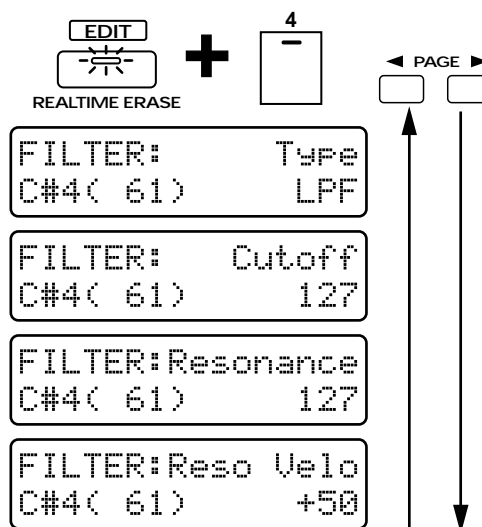 4
EDIT
◄ PAGE ►
REALTIME ERASE
FILTER: Type
C#4( 61) LPF
FILTER: Cutoff
C#4( 61) 127
FILTER:Resonance
C#4( 61) 127
FILTER:Reso Velo
C#4( 61) +50